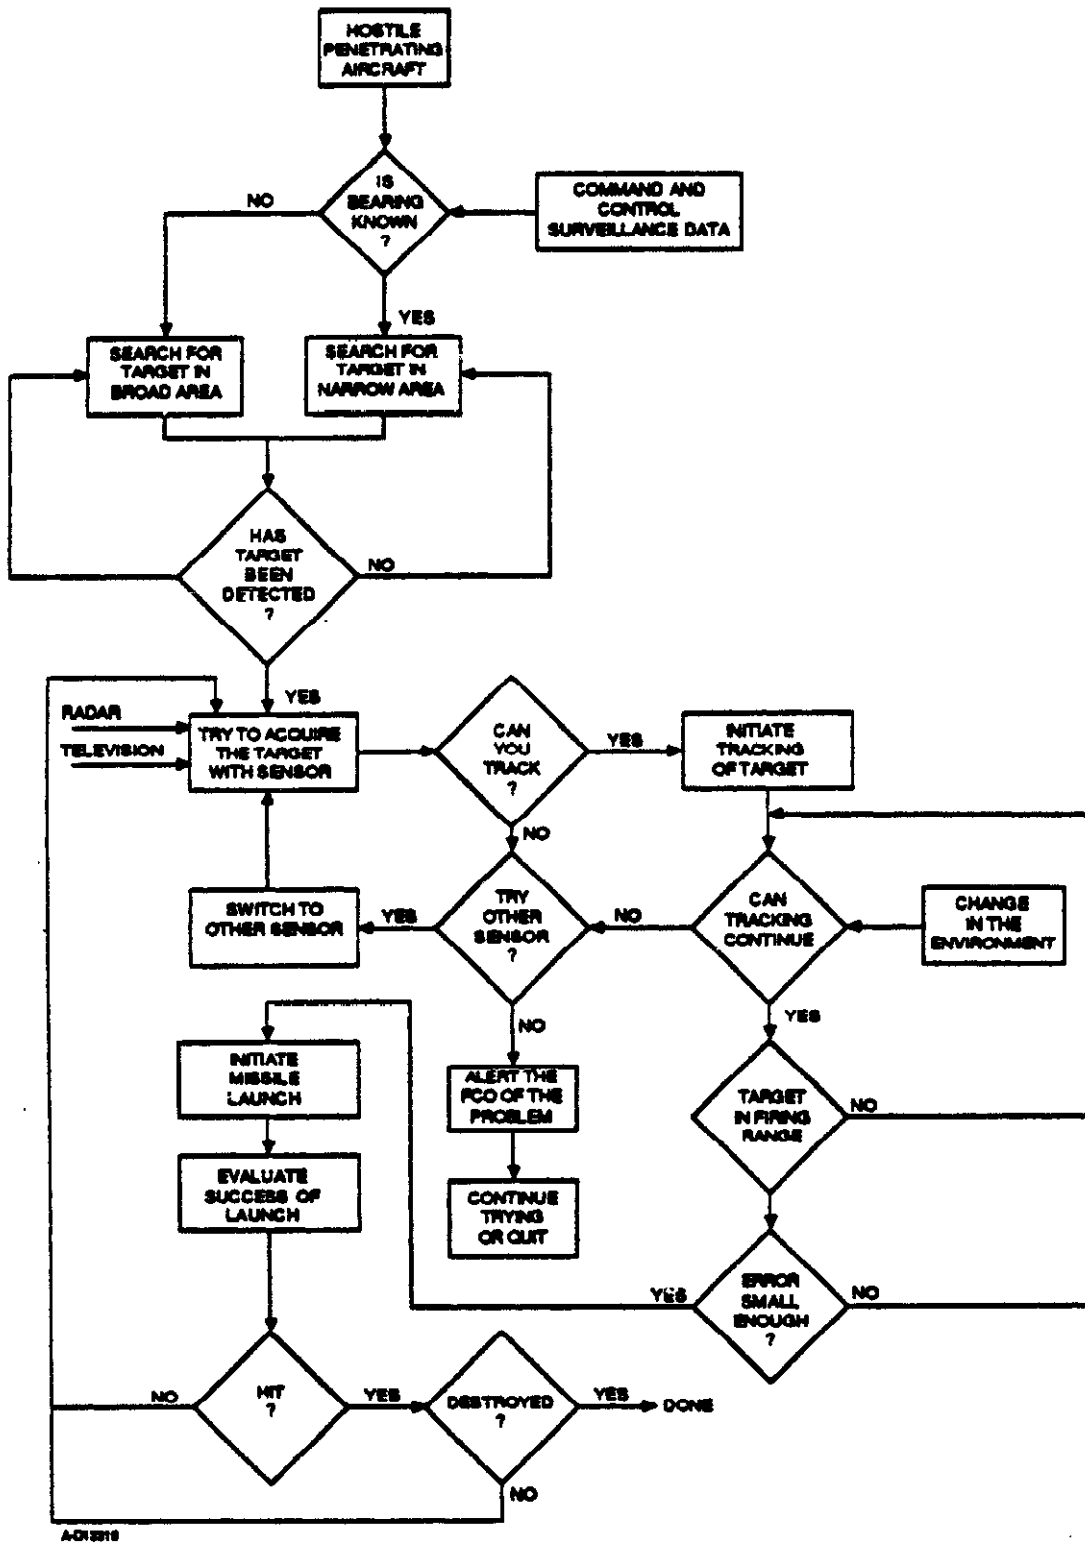 HOSTILE
PENETRATING
AIRCRAFT
IS
BEARING
KNOWN
?
NO
COMMAND AND
CONTROL
SURVEILLANCE DATA
YES
SEARCH FOR
TARGET IN
BROAD AREA
SEARCH FOR
TARGET IN
NARROW AREA
HAS
TARGET
BEEN
DETECTED
?
NO
YES
RADAR
TELEVISION
TRY TO ACQUIRE
THE TARGET
WITH SENSOR
CAN
YOU
TRACK
?
YES
INITIATE
TRACKING
OF TARGET
NO
SWITCH TO
OTHER SENSOR
YES
TRY
OTHER
SENSOR
?
NO
CAN
TRACKING
CONTINUE
CHANGE
IN THE
ENVIRONMENT
NO
YES
INITIATE
MISSILE
LAUNCH
ALERT THE
FCO OF THE
PROBLEM
TARGET
IN FIRING
RANGE
NO
EVALUATE
SUCCESS OF
LAUNCH
CONTINUE
TRYING
OR QUIT
YES
ERROR
SMALL
ENOUGH
?
NO
NO
HIT
?
YES
DESTROYED
?
YES
DONE
NO